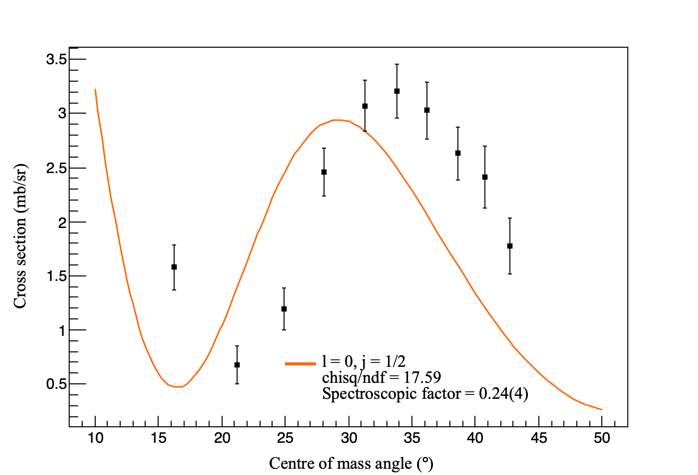 3.5
3
2.5
2
1.5
1
0.5
Cross section (mb/sr)
l = 0, j = 1/2
chisq/ndf = 17.59
Spectroscopic factor = 0.24(4)
10 15 20 25 30 35 40 45 50
Centre of mass angle (°)